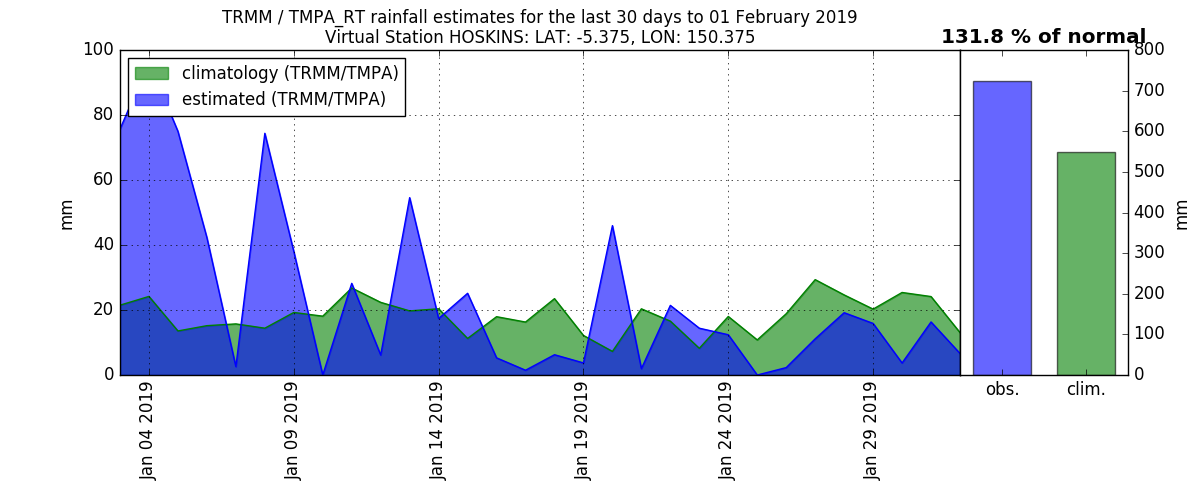 TRMM / TMPA_RT rainfall estimates for the last 30 days to 01 February 2019
Virtual Station HOSKINS: LAT: -5.375, LON: 150.375
131.8 % of normal
climatology (TRMM/TMPA)
estimated (TRMM/TMPA)
100
80
60
40
20
0
mm
Jan 04 2019
Jan 09 2019
Jan 14 2019
Jan 19 2019
Jan 24 2019
Jan 29 2019
800
700
600
500
400
300
200
100
0
mm
obs.
clim.